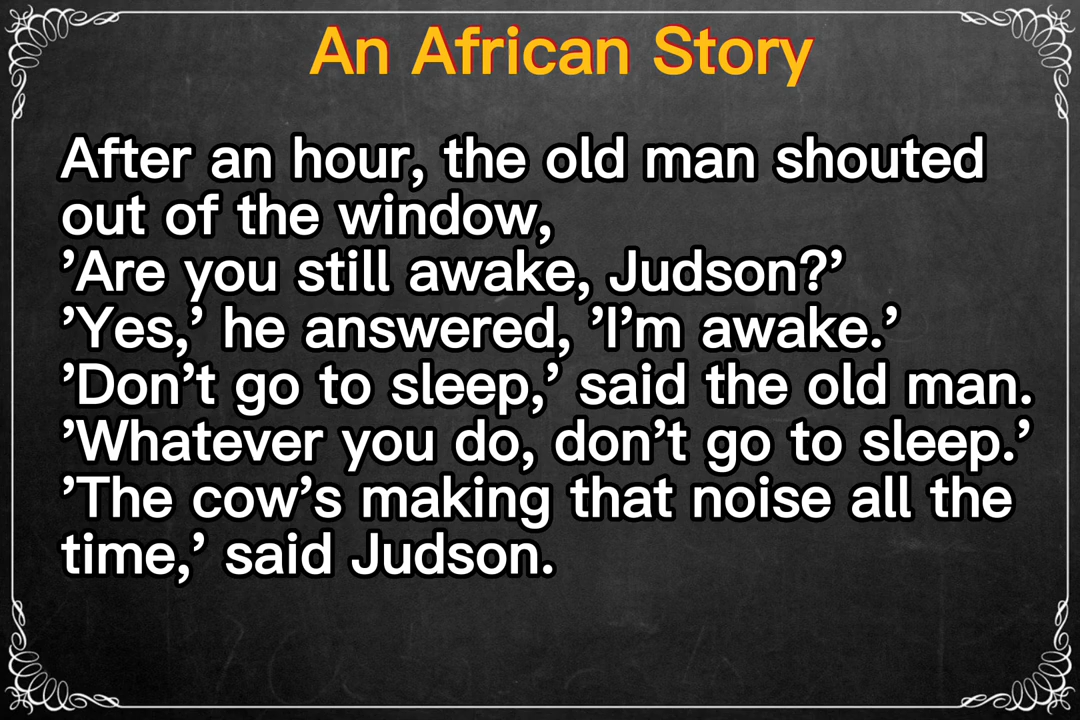 An African Story
After an hour, the old man shouted
out of the window,
’Are you still awake, Judson?’
’Yes,’ he answered, ’I’m awake.’
’Don’t go to sleep,’ said the old man.
’Whatever you do, don’t go to sleep.’
’The cow’s making that noise all the
time,’ said Judson.